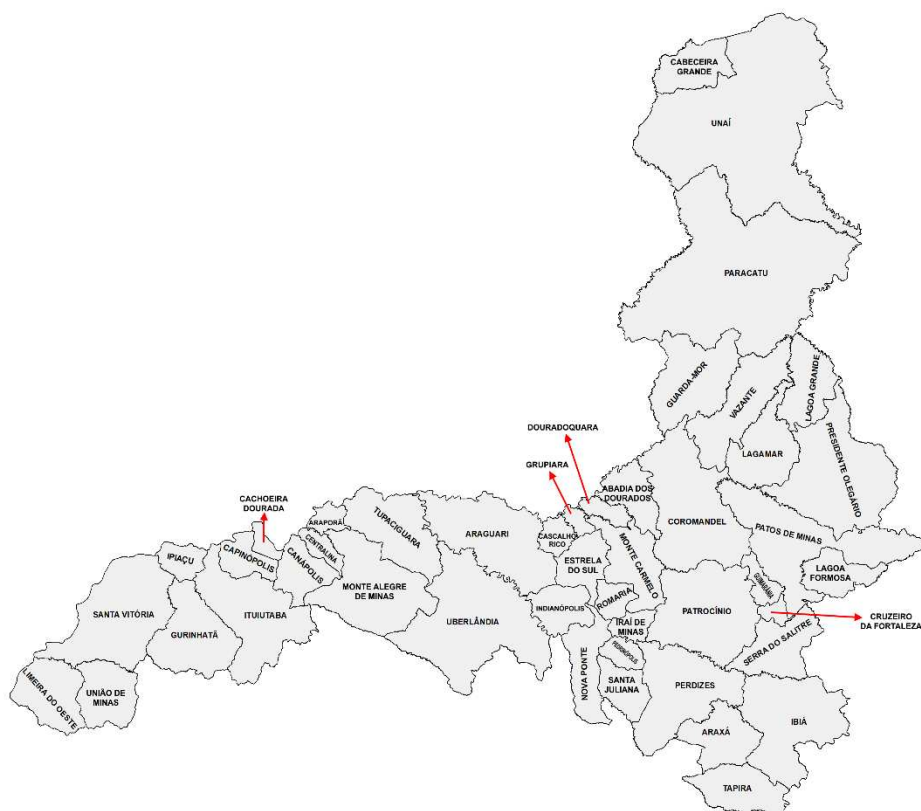 CABECEIRA
GRANDE
UNAÍ
PARACATU
GUARDA-MOR
VAZANTE
LAGOA GRANDE
LAGAMAR
PRESIDENTE OLEGÁRIO
DOURADOQUARA
GRUPIARA
ABADIA DOS
DOURADOS
COROMANDEL
PATOS DE MINAS
LAGOA
FORMOSA
CACHOEIRA
DOURADA
ARAPORÃ
TUPACIGUARA
ARAGUARI
CASCALHO
RICO
ESTRELA
DO SUL
MONTE CARMELO
IPIAÇU
CAPINÓPOLIS
CANÁPOLIS
CENTRALINA
MONTE ALEGRE
DE MINAS
UBERLÂNDIA
INDIANÓPOLIS
ROMARIA
IRAÍ DE
MINAS
PATROCÍNIO
GUIMARÂNIA
CRUZEIRO
DA FORTALEZA
SERRA DO SALITRE
SANTA VITÓRIA
GURINHATÃ
ITUIUTABA
NOVA PONTE
PEDRINÓPOLIS
SANTA
JULIANA
PERDIZES
LIMEIRA DO OESTE
UNIÃO DE
MINAS
ARAXÁ
IBIÁ
TAPIRA